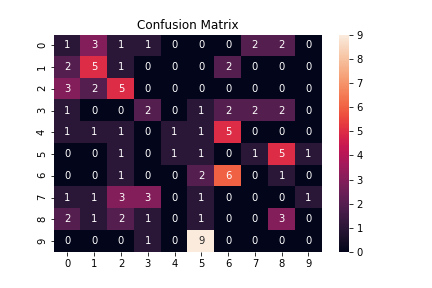 Confusion Matrix
0 1 3 1 1 0 0 0 2 2 0
1 2 5 1 0 0 0 2 0 0 0
2 3 2 5 0 0 0 0 0 0 0
3 1 0 0 2 0 1 2 2 2 0
4 1 1 1 0 1 1 5 0 0 0
5 0 0 1 0 1 1 0 1 5 1
6 0 0 1 0 0 2 6 0 1 0
7 1 1 3 3 0 1 0 0 0 1
8 2 1 2 1 0 1 0 0 3 0
9 0 0 0 1 0 9 0 0 0 0
0 1 2 3 4 5 6 7 8 9
9
8
7
6
5
4
3
2
1
0